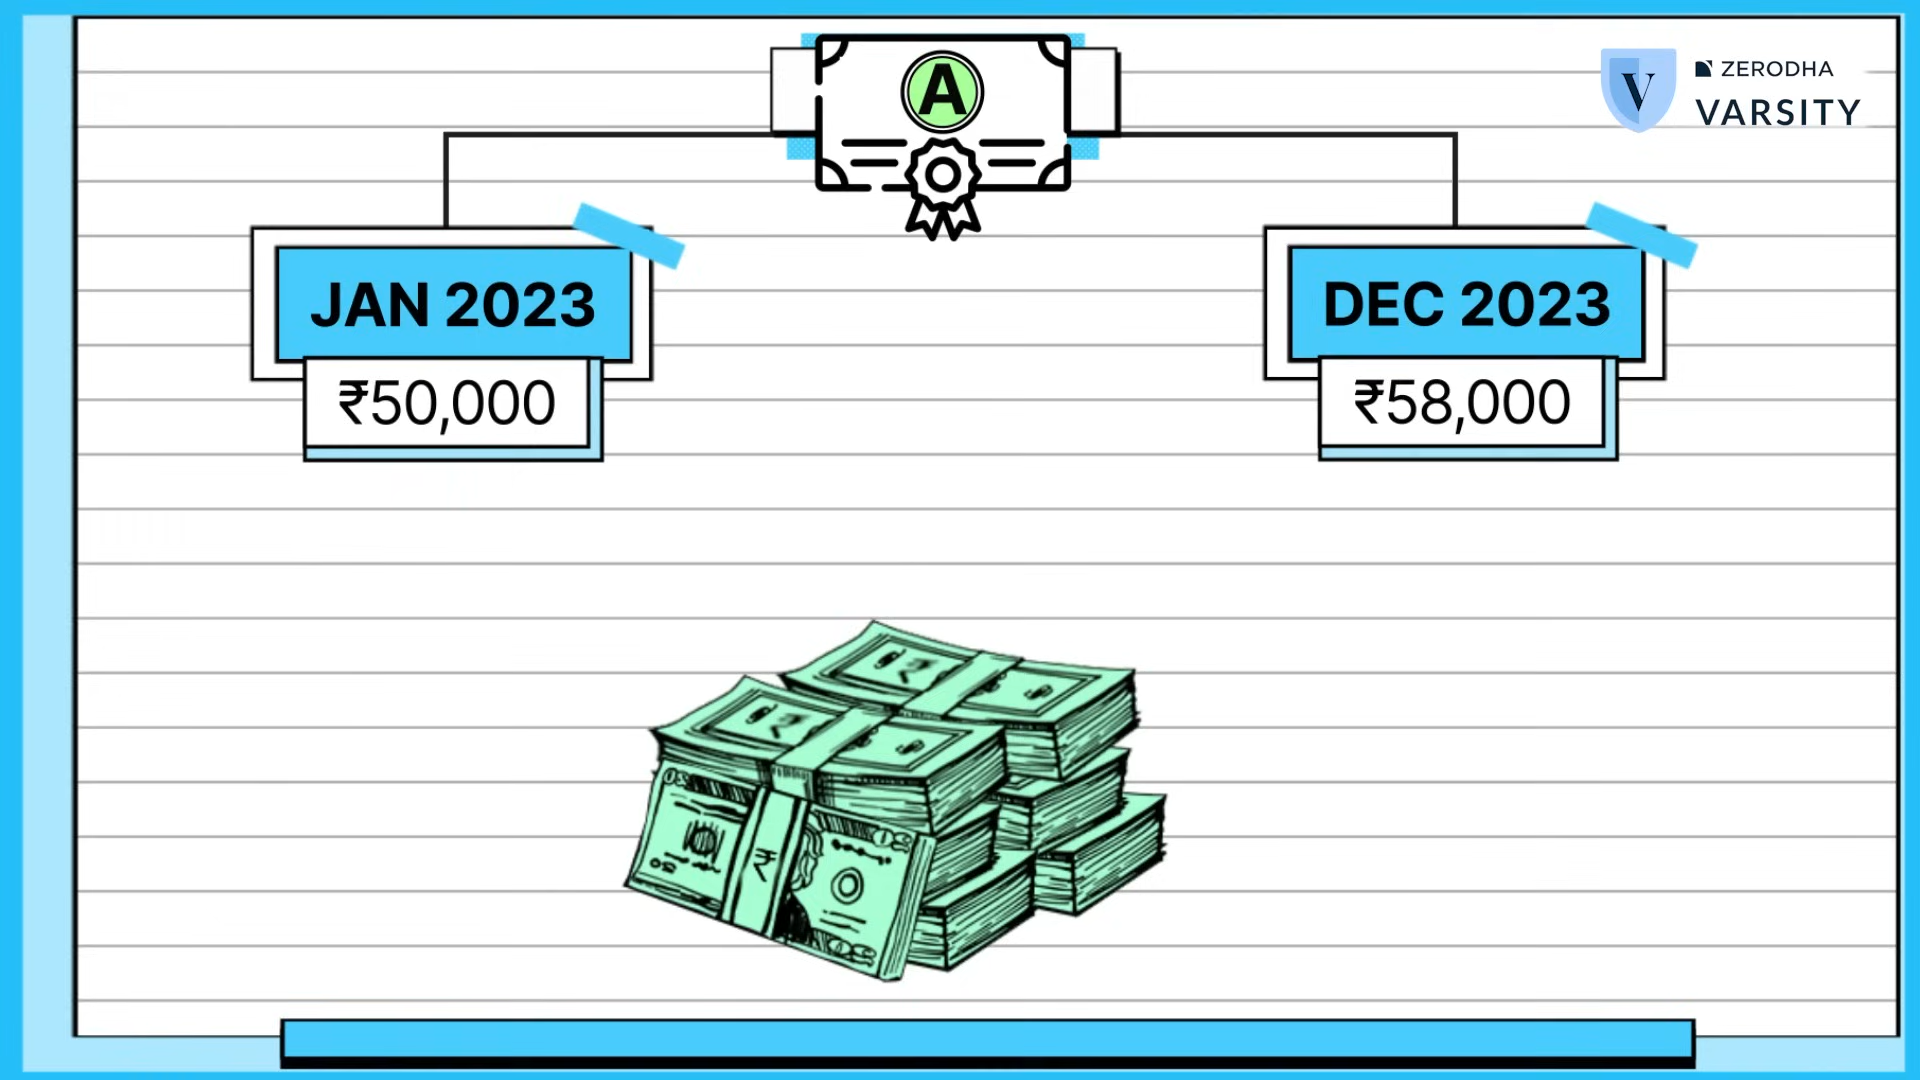 A
ZERODHA
V
VARSITY
JAN 2023
DEC 2023
₹50,000
₹58,000
₹